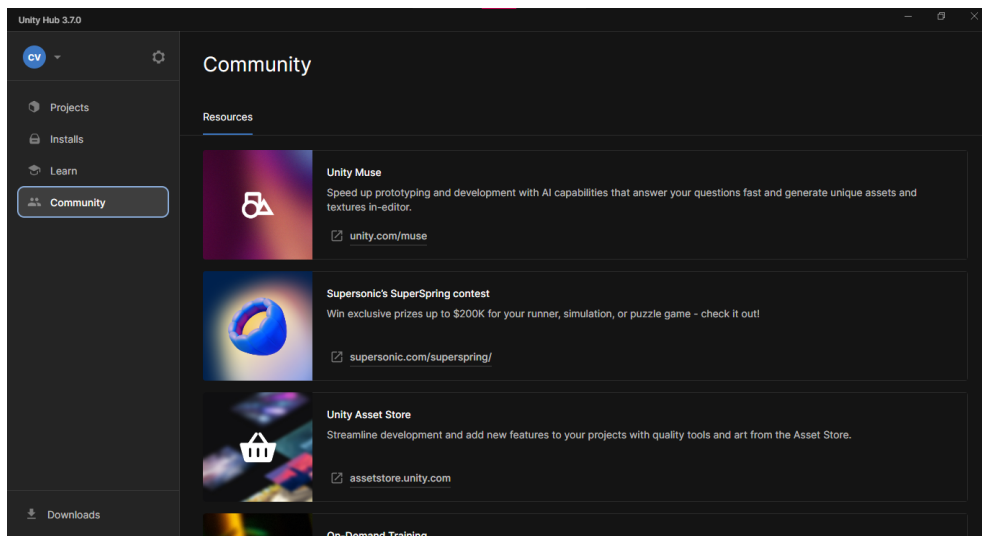 Unity Hub 3.7.0
CV
Projects
Installs
Learn
Community
Downloads
Community
Resources
Unity Muse
Speed up prototyping and development with AI capabilities that answer your questions fast and generate unique assets and
textures in-editor.
unity.com/muse
Supersonic's SuperSpring contest
Win exclusive prizes up to $200K for your runner, simulation, or puzzle game - check it out!
supersonic.com/superspring/
Unity Asset Store
Streamline development and add new features to your projects with quality tools and art from the Asset Store.
assetstore.unity.com
On-Demand Training